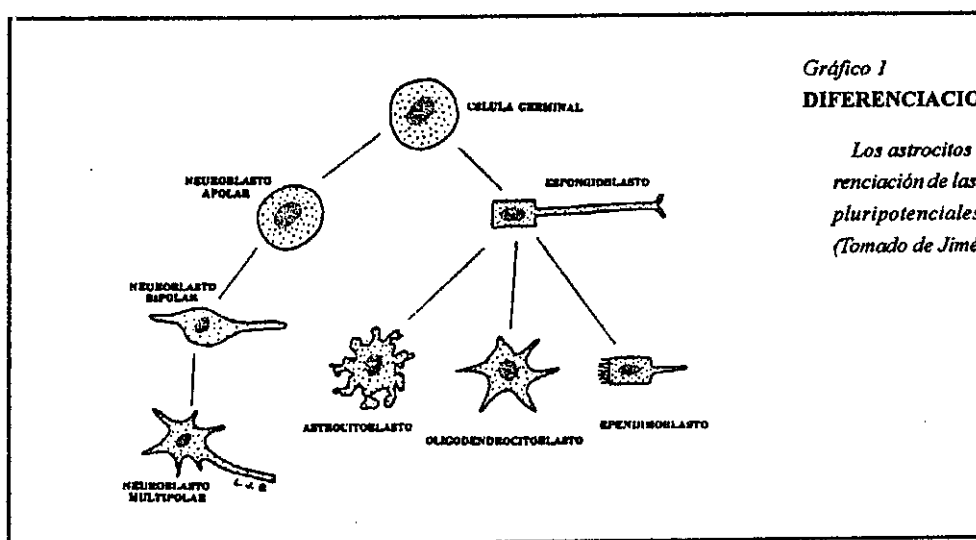 Gráfico 1
DIFERENCIACIO
Los astrocitos
renciación de las
pluripotenciales
(Tomado de Jimé
CELULA GERMINAL
NEUROBLASTO
APOLAR
ESPONGIOBLASTO
NEUROBLASTO
BIPOLAR
ASTROCITOBLASTO
OLIGODENDROCITOBLASTO
EPENDIMOBLASTO
NEUROBLASTO
MULTIPOLAR
L. J. R